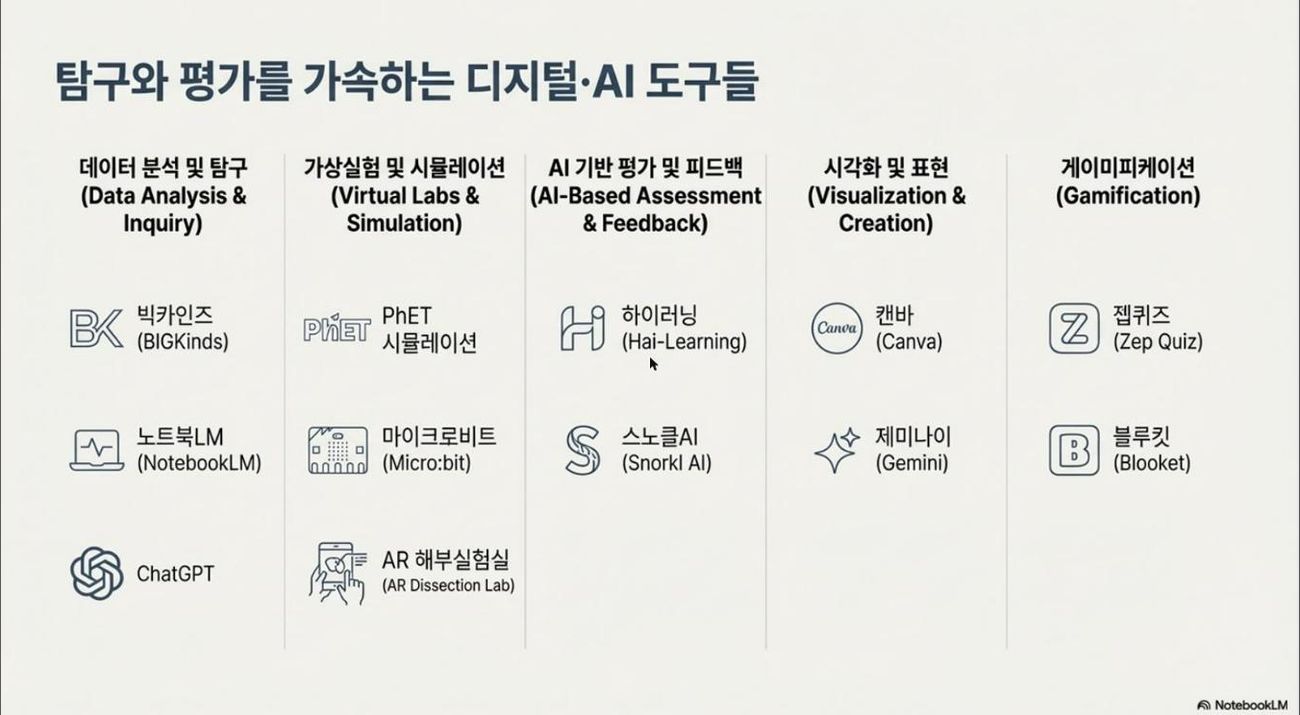 탐구와 평가를 가속하는 디지털·AI 도구들
데이터 분석 및 탐구
(Data Analysis &
Inquiry)
BK
빅카인즈
(BIGKinds)
노트북LM
(NotebookLM)
ChatGPT
가상실험 및 시뮬레이션
(Virtual Labs &
Simulation)
PhET
PhET
시뮬레이션
마이크로비트
(Micro:bit)
AR 해부실험실
(AR Dissection Lab)
AI 기반 평가 및 피드백
(AI-Based Assessment
& Feedback)
Hi
하이러닝
(Hai-Learning)
S
스노클AI
(Snorkl AI)
시각화 및 표현
(Visualization &
Creation)
Canva
캔바
(Canva)
제미나이
(Gemini)
게이미피케이션
(Gamification)
Z
젭퀴즈
(Zep Quiz)
B
블루킷
(Blooket)
NotebookLM